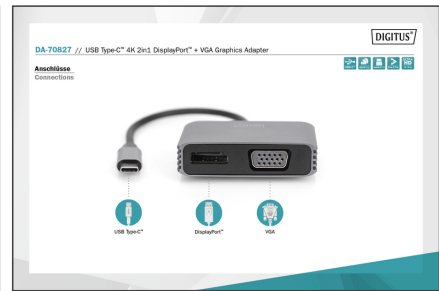 DIGITUS®
DA-70827 // USB Type-C™ 4K 2in1 DisplayPort™ + VGA Graphics Adapter
Anschlüsse
Connections
USB Type-C™
DisplayPort™
VGA